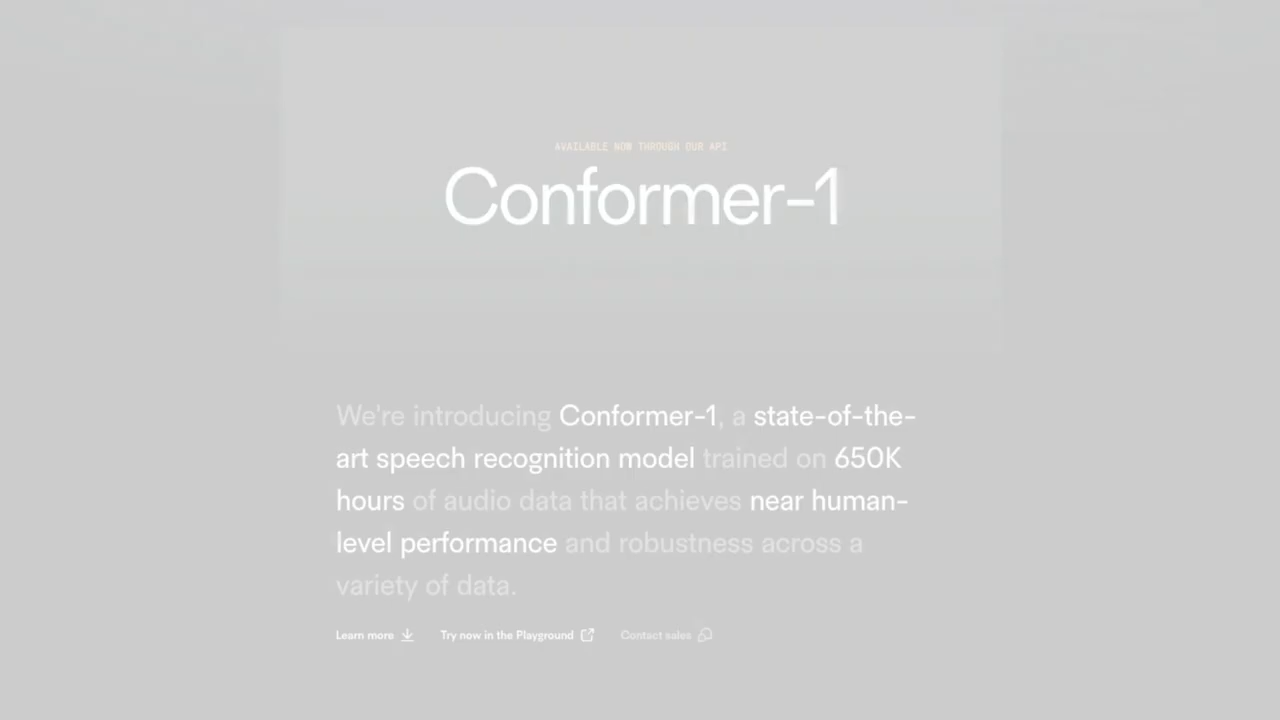 AVAILABLE NOW THROUGH OUR API
Conformer-1
We're introducing Conformer-1, a state-of-the-
art speech recognition model trained on 650K
hours of audio data that achieves near human-
level performance and robustness across a
variety of data.
Learn more Try now in the Playground Contact sales